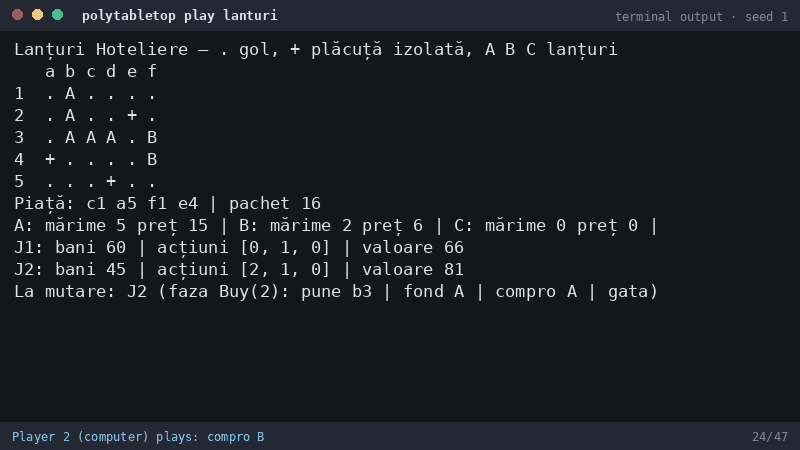 polytabletop play lanturi
terminal output · seed 1
Lanțuri Hoteliere — . gol, + plăcuță izolată, A B C lanțuri
a b c d e f
1 . A . . . .
2 . A . . + .
3 . A A A . B
4 + . . . . B
5 . . . + . .
Piață: c1 a5 f1 e4 | pachet 16
A: mărime 5 preț 15 | B: mărime 2 preț 6 | C: mărime 0 preț 0 |
J1: bani 60 | acțiuni [0, 1, 0] | valoare 66
J2: bani 45 | acțiuni [2, 1, 0] | valoare 81
La mutare: J2 (faza Buy(2): pune b3 | fond A | compro A | gata)
Player 2 (computer) plays: compro B
24/47